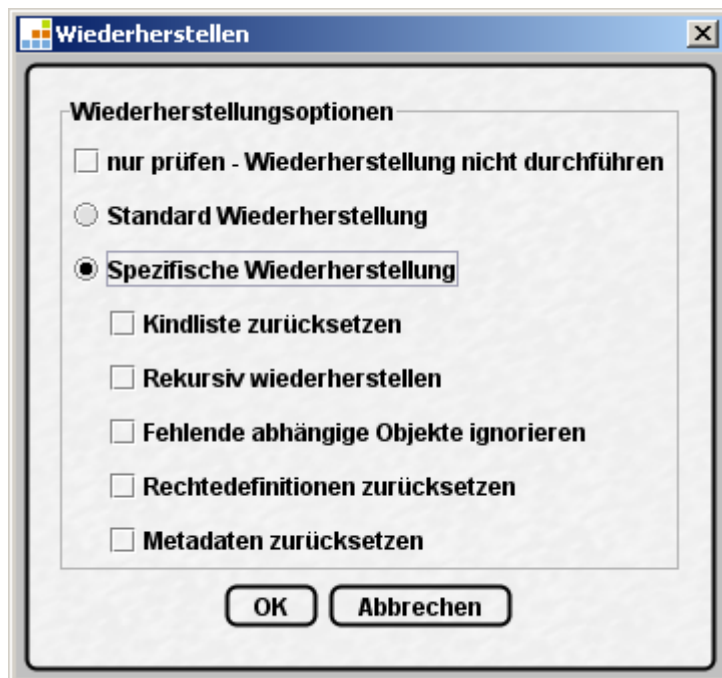 Wiederherstellen
Wiederherstellungsoptionen
nur prüfen - Wiederherstellung nicht durchführen
Standard Wiederherstellung
Spezifische Wiederherstellung
Kindliste zurücksetzen
Rekursiv wiederherstellen
Fehlende abhängige Objekte ignorieren
Rechtedefinitionen zurücksetzen
Metadaten zurücksetzen
OK Abbrechen